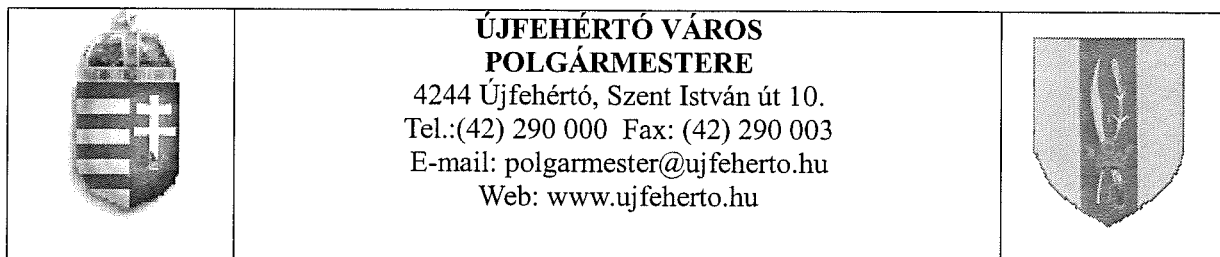 ÚJFEHÉRTÓ VÁROS
POLGÁRMESTERE
4244 Újfehértó, Szent István út 10.
Tel.:(42) 290 000 Fax: (42) 290 003
E-mail: polgarmester@ujfeherto.hu
Web: www.ujfeherto.hu